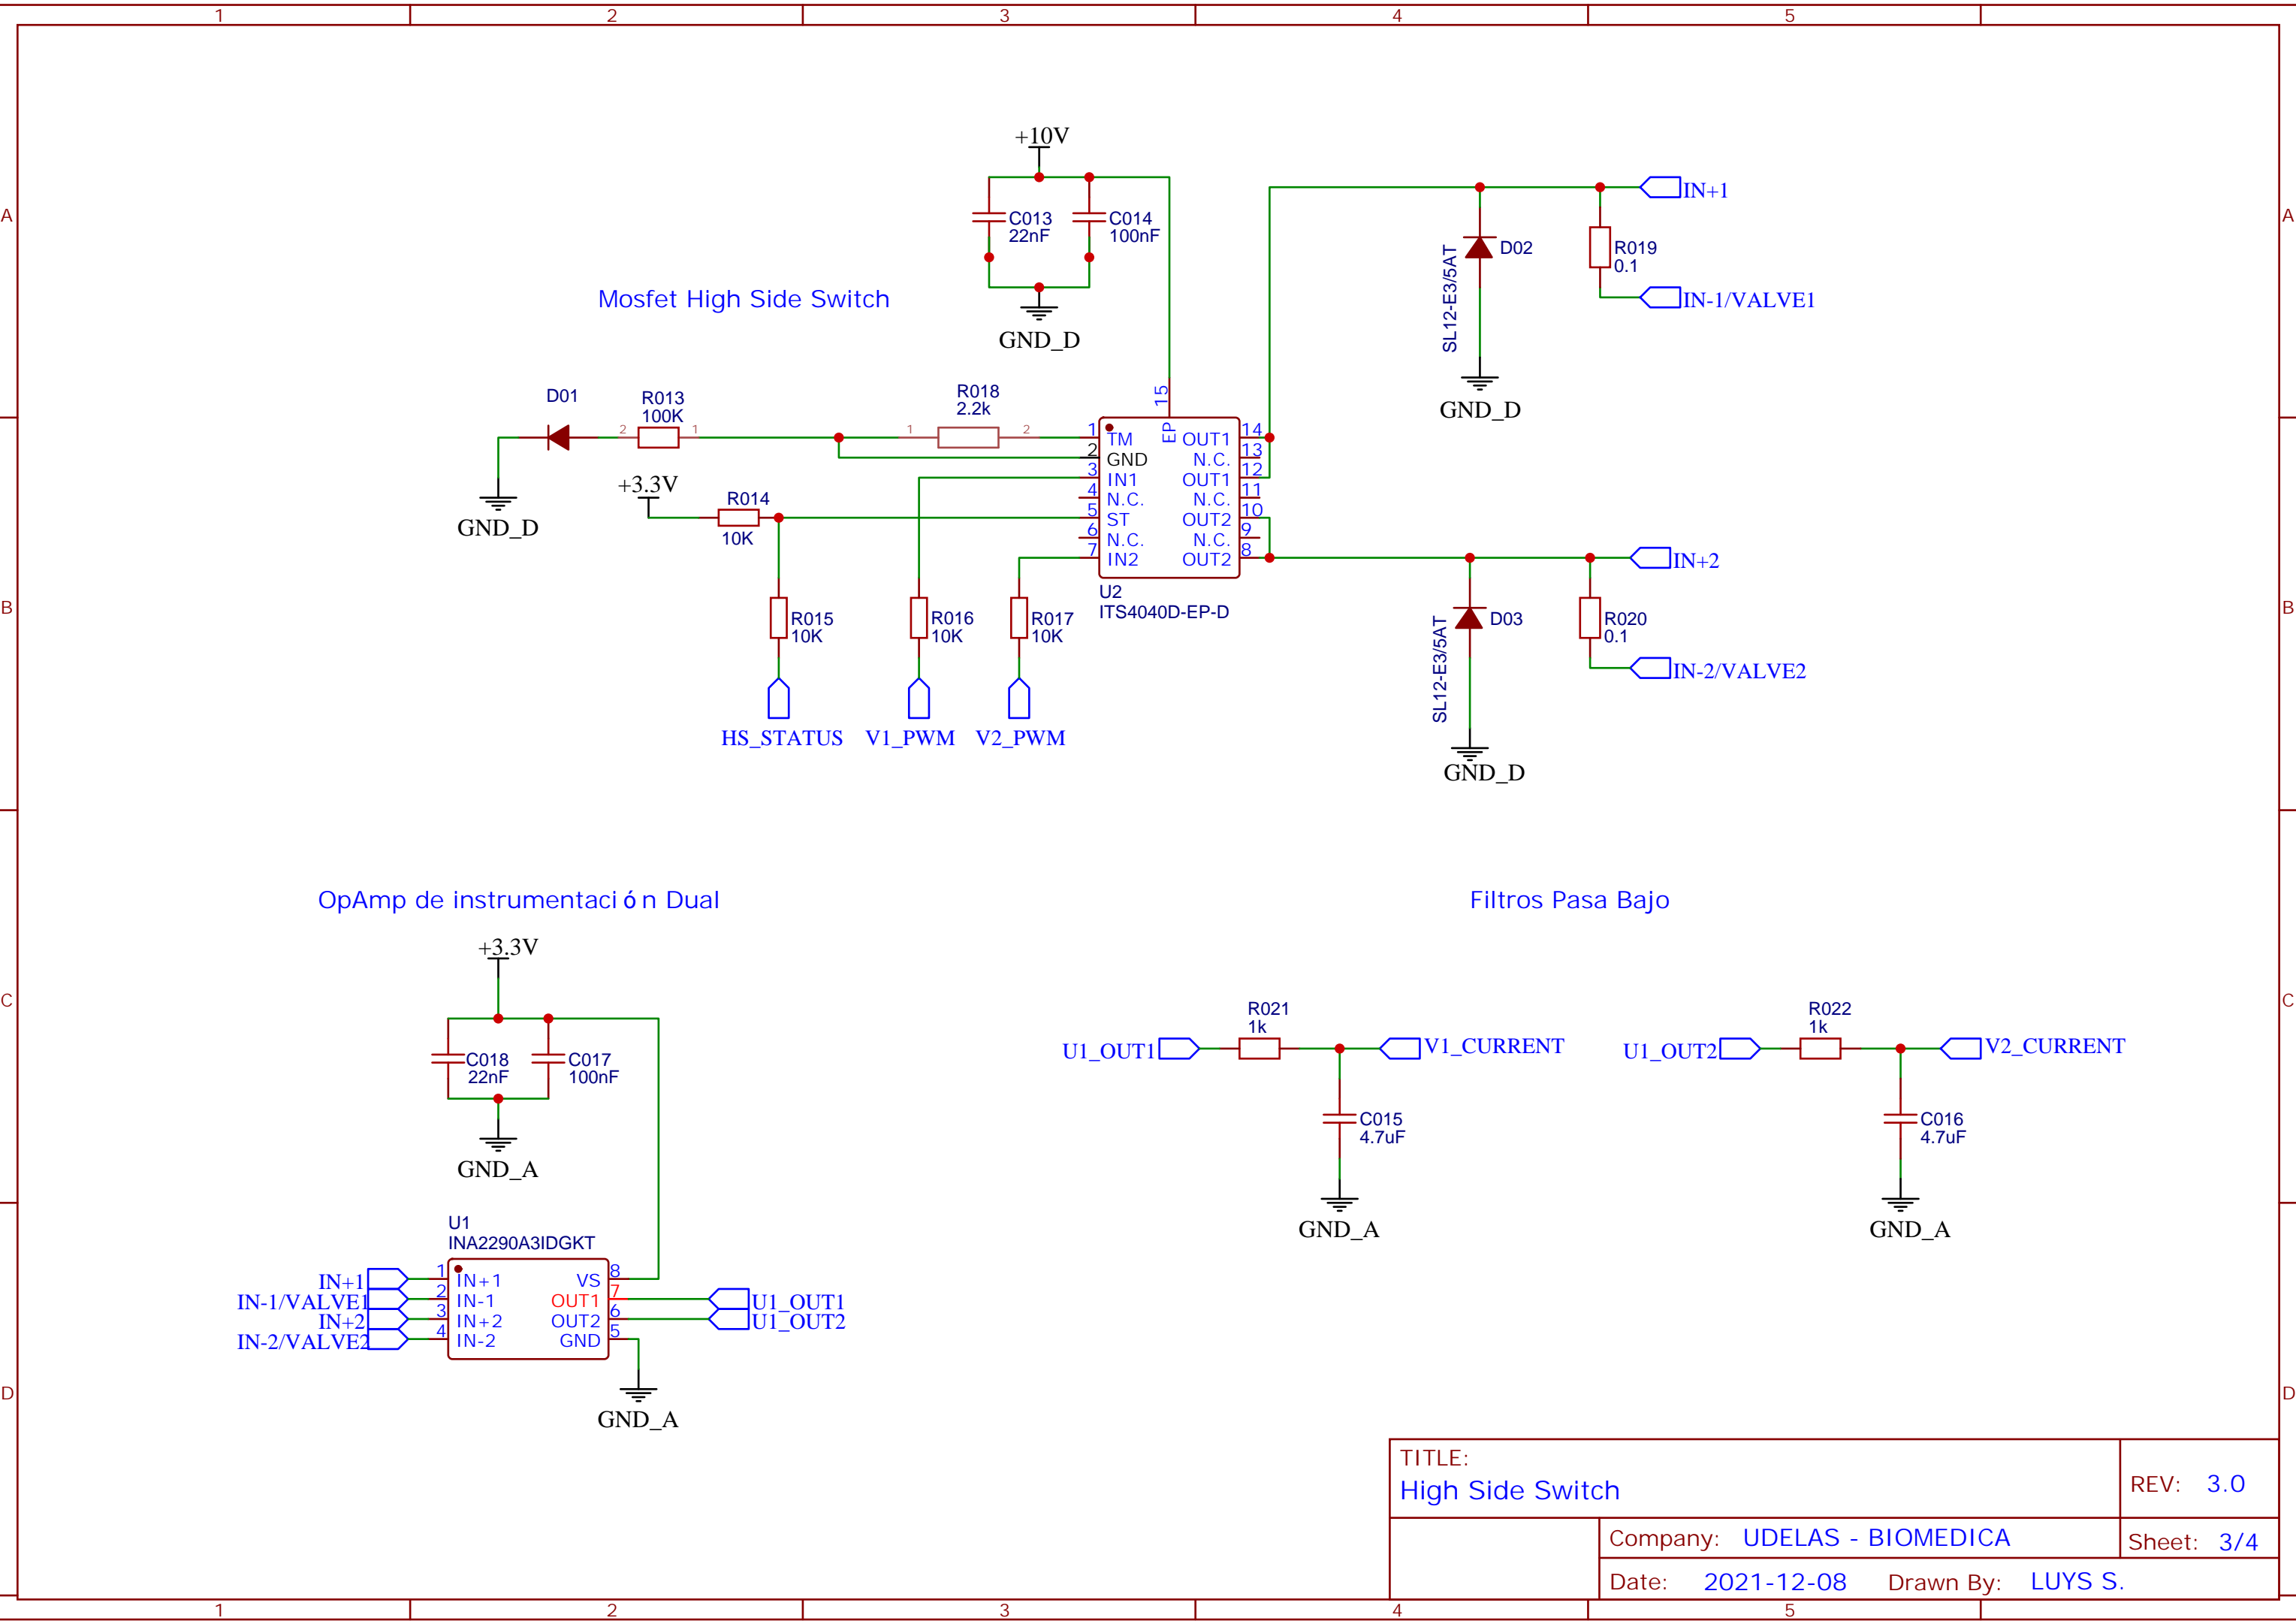 1 2 3 4 5
A
B
C
D
A
B
C
D
+10V
C013
22nF
C014
100nF
GND_D
Mosfet High Side Switch
IN+1
D02
SL12-E3/5AT
R019
0.1
IN-1/VALVE1
GND_D
D01
R013
100K
2 1
R018
2.2k
1 2
GND_D
+3.3V
R014
10K
15
EP
1 TM
2 GND
3 IN1
4 N.C.
5 ST
6 N.C.
7 IN2
OUT1 14
N.C. 13
OUT1 12
N.C. 11
OUT2 10
N.C. 9
OUT2 8
U2
ITS4040D-EP-D
R015
10K
R016
10K
R017
10K
HS_STATUS V1_PWM V2_PWM
IN+2
D03
SL12-E3/5AT
R020
0.1
IN-2/VALVE2
GND_D
OpAmp de instrumentación Dual
+3.3V
C018
22nF
C017
100nF
GND_A
U1
INA2290A3IDGKT
IN+1 1 IN+1
IN-1/VALVE1 2 IN-1
IN+2 3 IN+2
IN-2/VALVE2 4 IN-2
VS 8
OUT1 7 U1_OUT1
OUT2 6 U1_OUT2
GND 5
GND_A
Filtros Pasa Bajo
U1_OUT1
R021
1k
V1_CURRENT
C015
4.7uF
GND_A
U1_OUT2
R022
1k
V2_CURRENT
C016
4.7uF
GND_A
TITLE:
High Side Switch
REV: 3.0
Company: UDELAS - BIOMEDICA
Sheet: 3/4
Date: 2021-12-08 Drawn By: LUYS S.
1 2 3 4 5